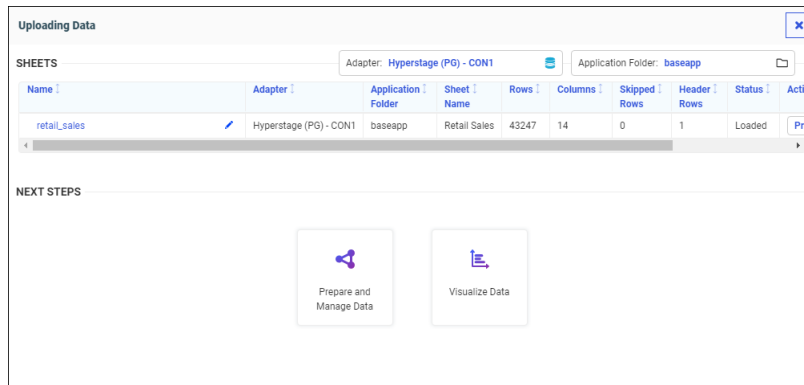 Uploading Data
SHEETS
Adapter: Hyperstage (PG) - CON1
Application Folder: baseapp
Name Adapter Application Folder Sheet Name Rows Columns Skipped Rows Header Rows Status
retail_sales Hyperstage (PG) - CON1 baseapp Retail Sales 43247 14 0 1 Loaded
NEXT STEPS
Prepare and
Manage Data
Visualize Data